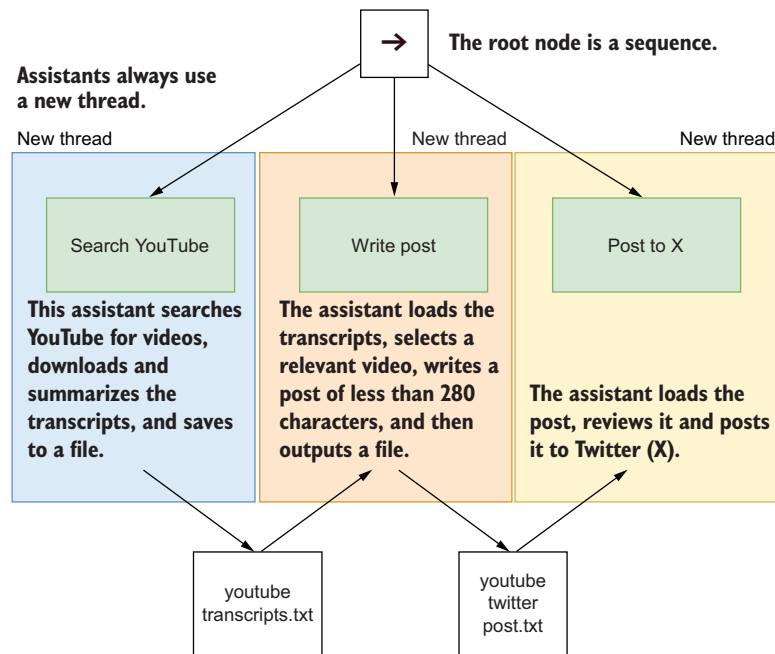 →
The root node is a sequence.
Assistants always use
a new thread.
New thread
New thread
New thread
Search YouTube
Write post
Post to X
This assistant searches
YouTube for videos,
downloads and
summarizes the
transcripts, and saves
to a file.
The assistant loads the
transcripts, selects a
relevant video, writes a
post of less than 280
characters, and then
outputs a file.
The assistant loads the
post, reviews it and posts
it to Twitter (X).
youtube
transcripts.txt
youtube
twitter
post.txt